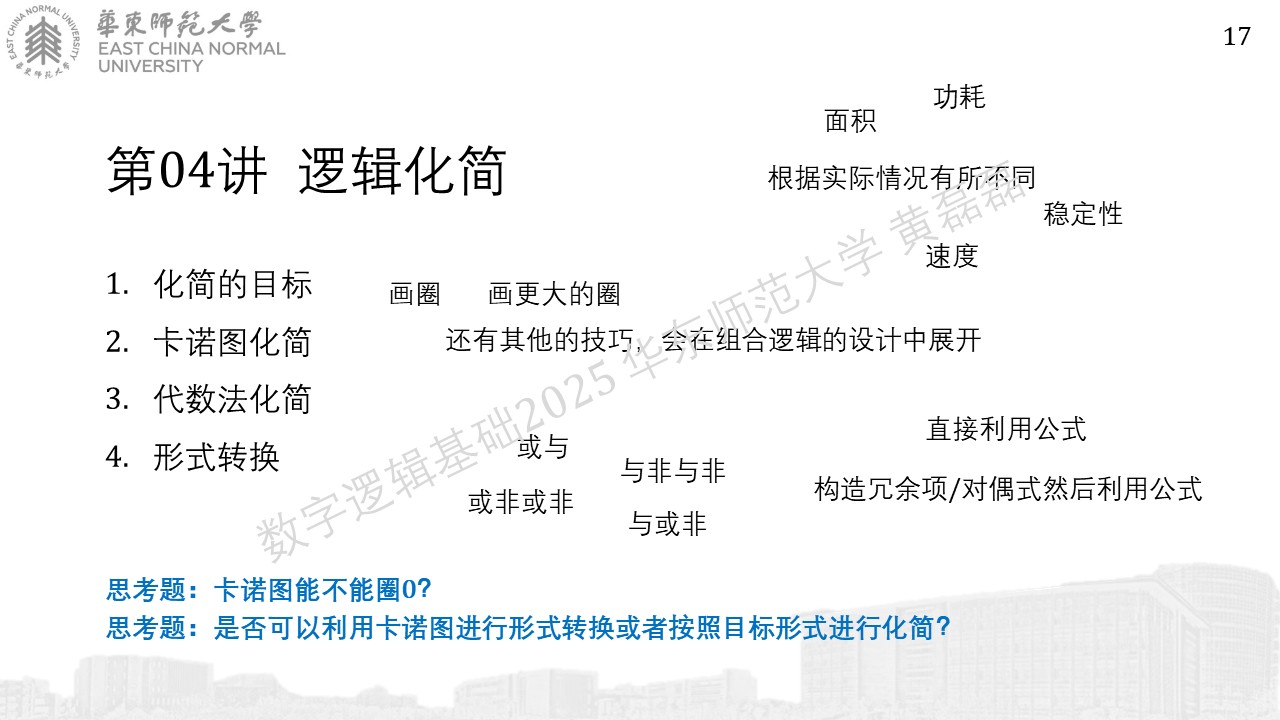 華東師範大學
EAST CHINA NORMAL
UNIVERSITY
EAST CHINA NORMAL UNIVERSITY
华东师范大学
17
功耗
面积
第04讲 逻辑化简
根据实际情况有所不同
稳定性
速度
1. 化简的目标
画圈 画更大的圈
2. 卡诺图化简
还有其他的技巧，会在组合逻辑的设计中展开
3. 代数法化简
直接利用公式
4. 形式转换
或与
与非与非
构造冗余项/对偶式然后利用公式
或非或非
与或非
数字逻辑基础2025 华东师范大学 黄磊磊
思考题：卡诺图能不能圈0？
思考题：是否可以利用卡诺图进行形式转换或者按照目标形式进行化简？